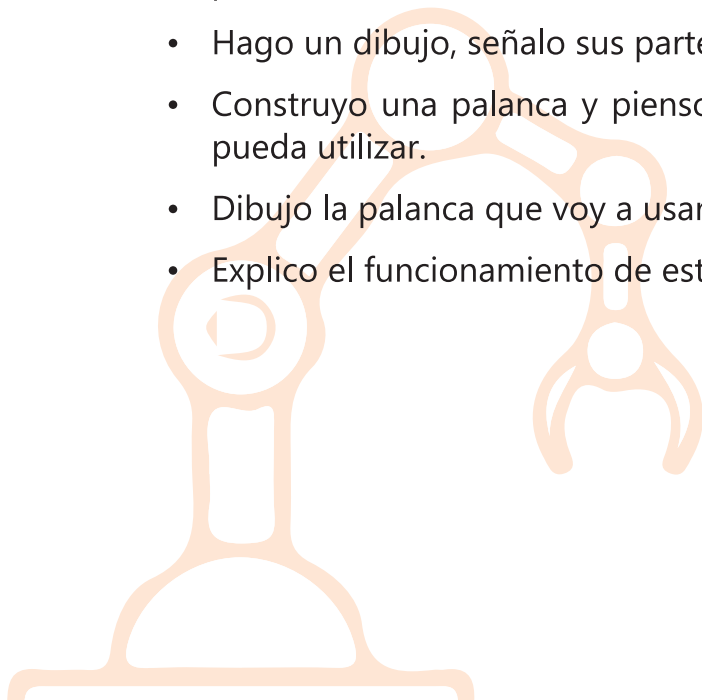 • Hago un dibujo, señalo sus parte
• Construyo una palanca y pienso
pueda utilizar.
• Dibujo la palanca que voy a usar
• Explico el funcionamiento de est